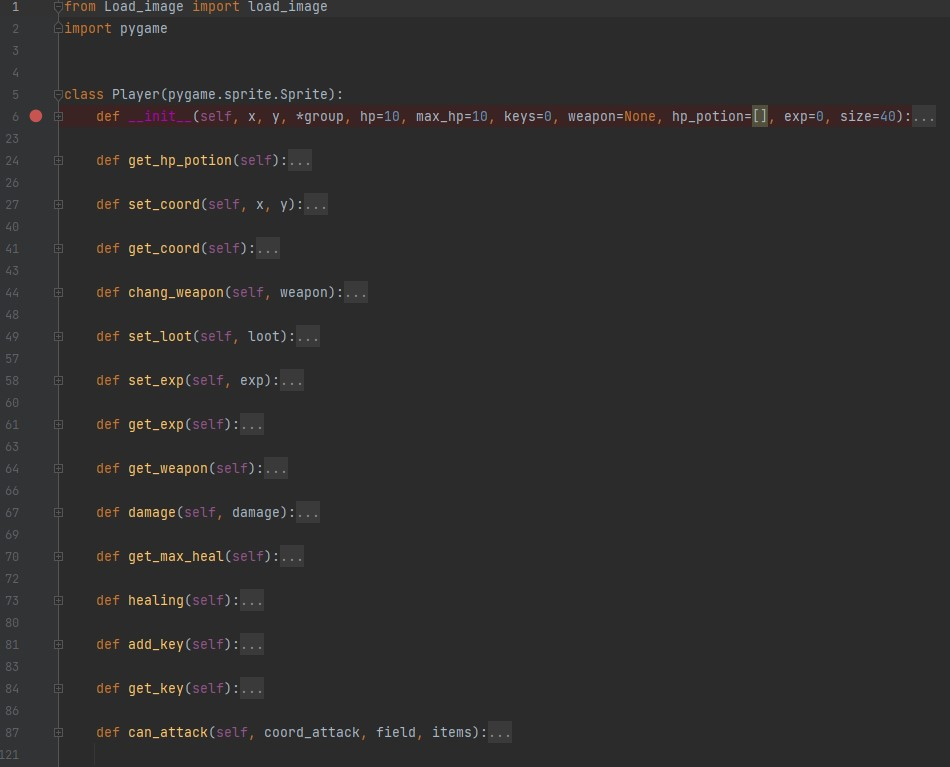 1 from Load_image import load_image
2 import pygame
3
4
5 class Player(pygame.sprite.Sprite):
6 def __init__(self, x, y, *group, hp=10, max_hp=10, keys=0, weapon=None, hp_potion=[], exp=0, size=40):...
23
24 def get_hp_potion(self):...
26
27 def set_coord(self, x, y):...
40
41 def get_coord(self):...
43
44 def chang_weapon(self, weapon):...
48
49 def set_loot(self, loot):...
57
58 def set_exp(self, exp):...
60
61 def get_exp(self):...
63
64 def get_weapon(self):...
66
67 def damage(self, damage):...
69
70 def get_max_heal(self):...
72
73 def healing(self):...
80
81 def add_key(self):...
83
84 def get_key(self):...
86
87 def can_attack(self, coord_attack, field, items):...
121